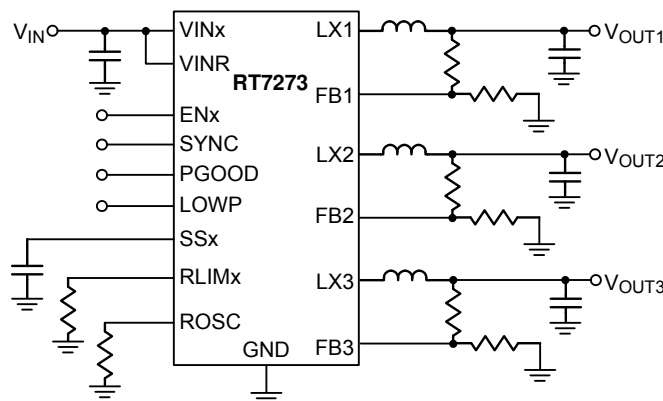 VIN
VINx
VINR
RT7273
ENx
SYNC
PGOOD
LOWP
SSx
RLIMx
ROSC
GND
LX1
VOUT1
FB1
LX2
VOUT2
FB2
LX3
VOUT3
FB3